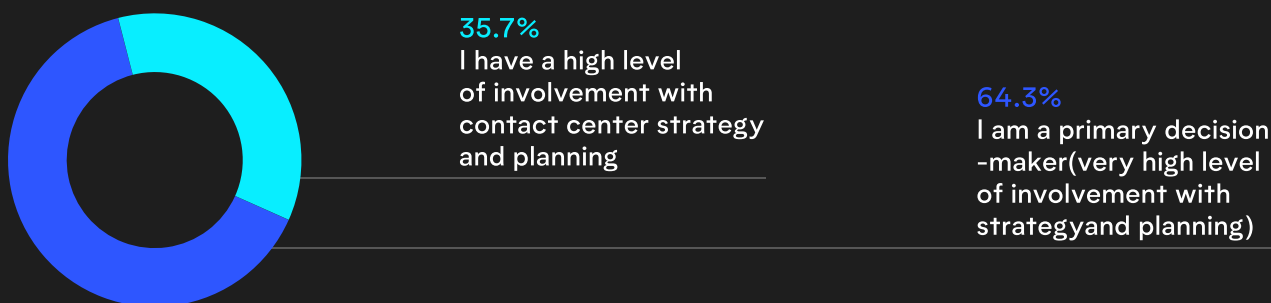 35.7%
I have a high level
of involvement with
contact center strategy
and planning
64.3%
I am a primary decision
-maker(very high level
of involvement with
strategyand planning)